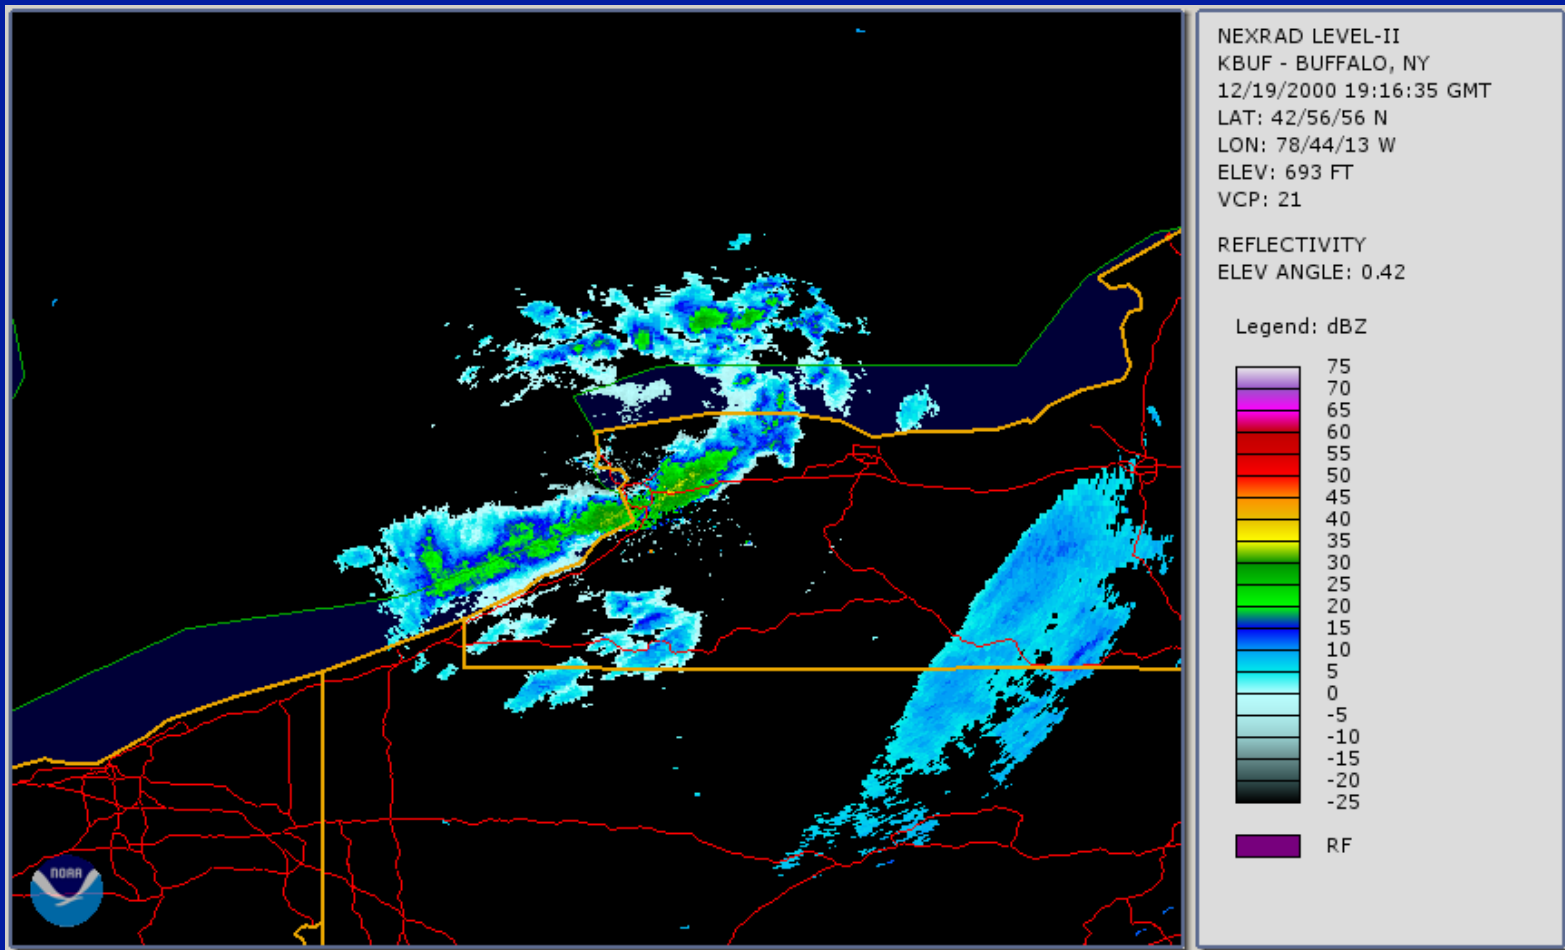 NEXRAD LEVEL-II
KBUF - BUFFALO, NY
12/19/2000 19:16:35 GMT
LAT: 42/56/56 N
LON: 78/44/13 W
ELEV: 693 FT
VCP: 21
REFLECTIVITY
ELEV ANGLE: 0.42
Legend: dBZ
75
70
65
60
55
50
45
40
35
30
25
20
15
10
5
0
-5
-10
-15
-20
-25
RF
NOAA